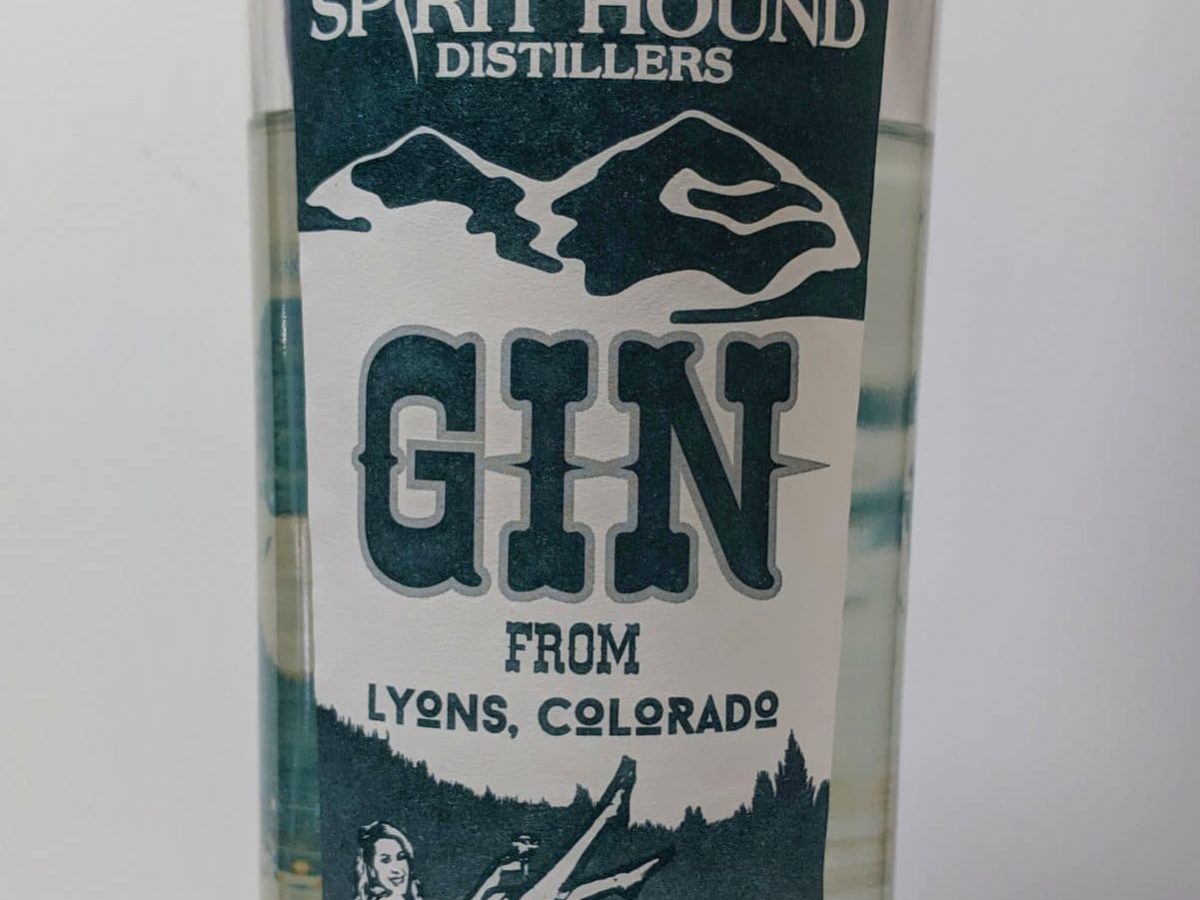 SPIRIT HOUND
DISTILLERS
GIN
FROM
LYONS, COLORADO